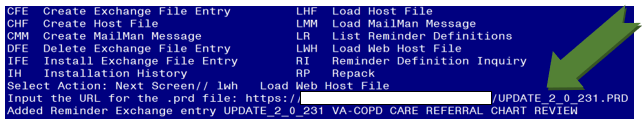 CFE  Create Exchange File Entry          LHF  Load Host File
CHF  Create Host File                    LMM  Load MailMan Message
CMM  Create MailMan Message              LR   List Reminder Definitions
DFE  Delete Exchange File Entry          LWH  Load Web Host File
IFE  Install Exchange File Entry         RI   Reminder Definition Inquiry
IH   Installation History                RP   Repack
Select Action: Next Screen// lwh   Load Web Host File
Input the URL for the .prd file: https:// /UPDATE_2_0_231.PRD
Added Reminder Exchange entry UPDATE_2_0_231 VA-COPD CARE REFERRAL CHART REVIEW